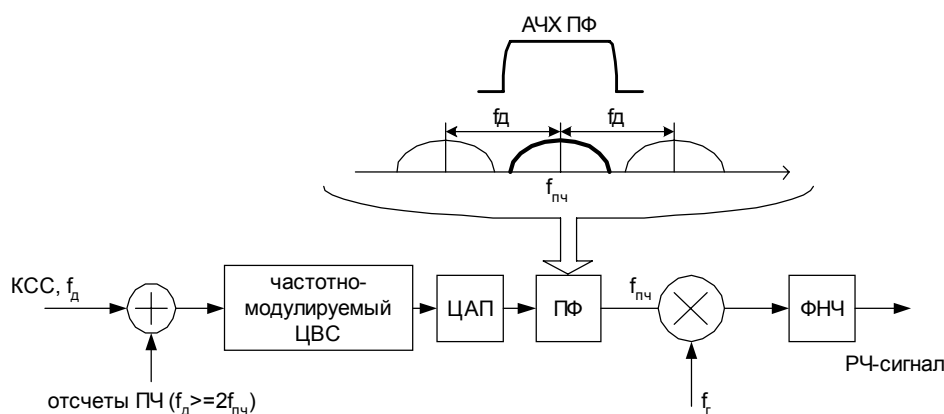 АЧХ ПФ
fд
fд
fпч
КСС, fд
частотно-
модулируемый
ЦВС
ЦАП
ПФ
fпч
ФНЧ
РЧ-сигнал
отсчеты ПЧ (fд>=2fпч)
fг